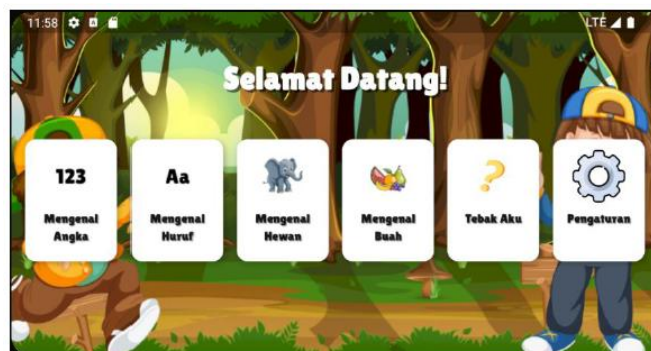 11:58 LTE
Selamat Datang!
123
Mengenal
Angka
Aa
Mengenal
Huruf
Mengenal
Hewan
Mengenal
Buah
Tebak Aku
Pengaturan